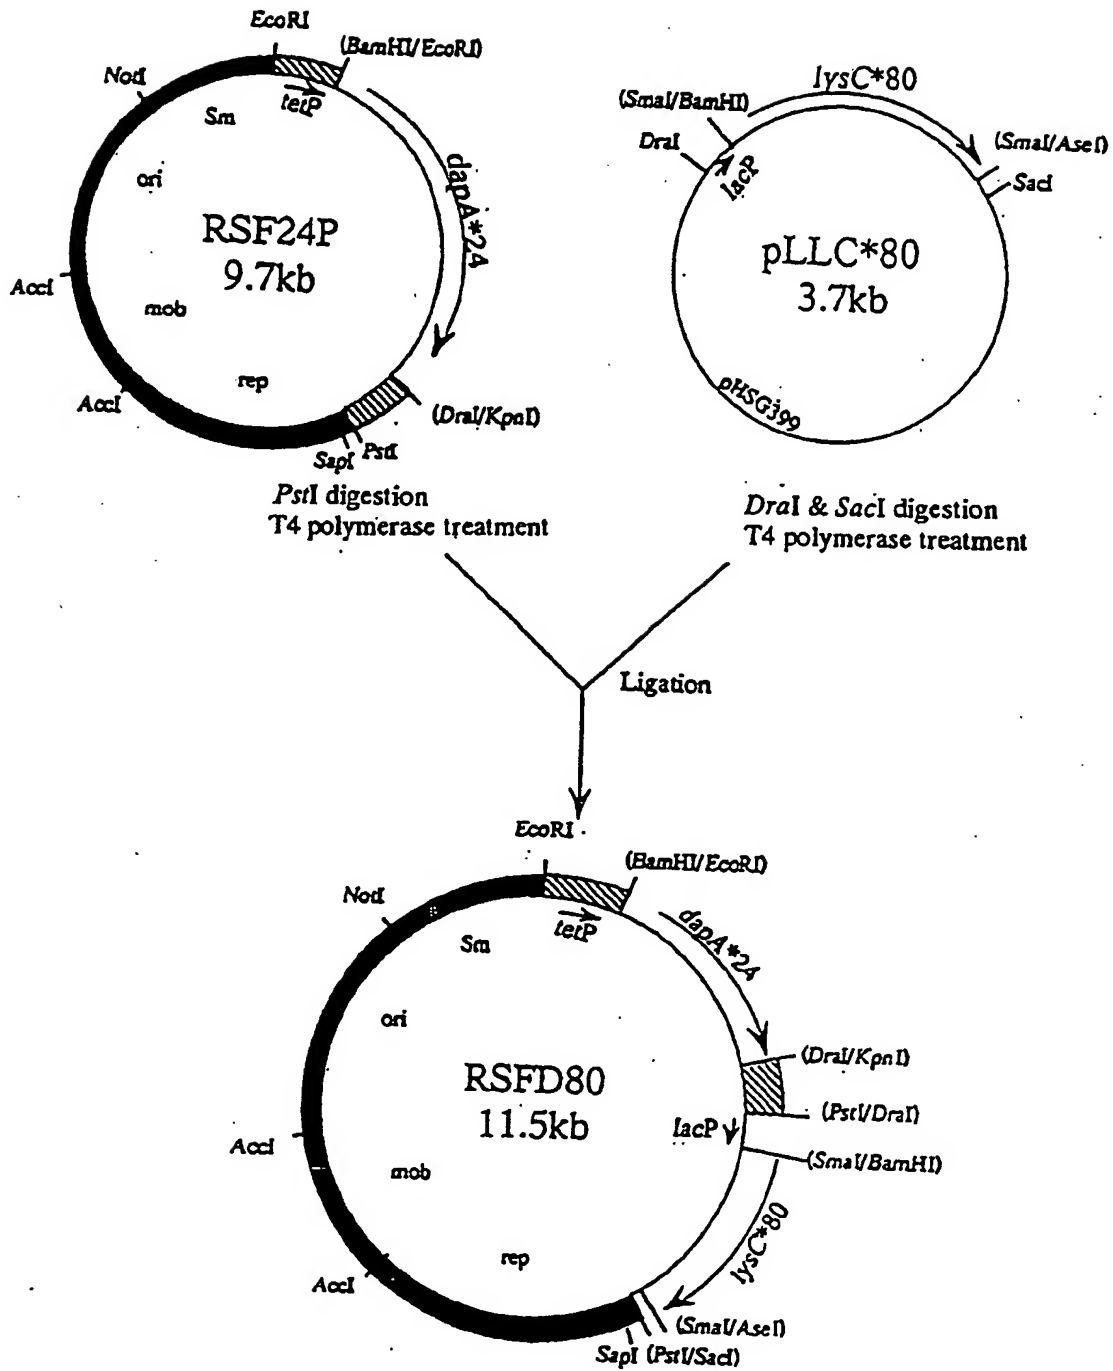 EcoRI
(BamHI/EcoRI)
NotI
tetP
Sm
ori
dapA*24
RSF24P
9.7kb
AccI
mob
rep
AccI
(DraI/KpnI)
SapI
PstI
lysC*80
(SmaI/BamHI)
(SmaI/AseI)
DraI
SacI
lacP
pLLC*80
3.7kb
pHSG399
PstI digestion
T4 polymerase treatment
DraI & SacI digestion
T4 polymerase treatment
Ligation
EcoRI
(BamHI/EcoRI)
NotI
tetP
Sm
dapA*24
ori
(DraI/KpnI)
RSFD80
11.5kb
(PstI/DraI)
lacP
AccI
(SmaI/BamHI)
mob
lysC*80
rep
AccI
(SmaI/AseI)
SapI (PstI/SacI)